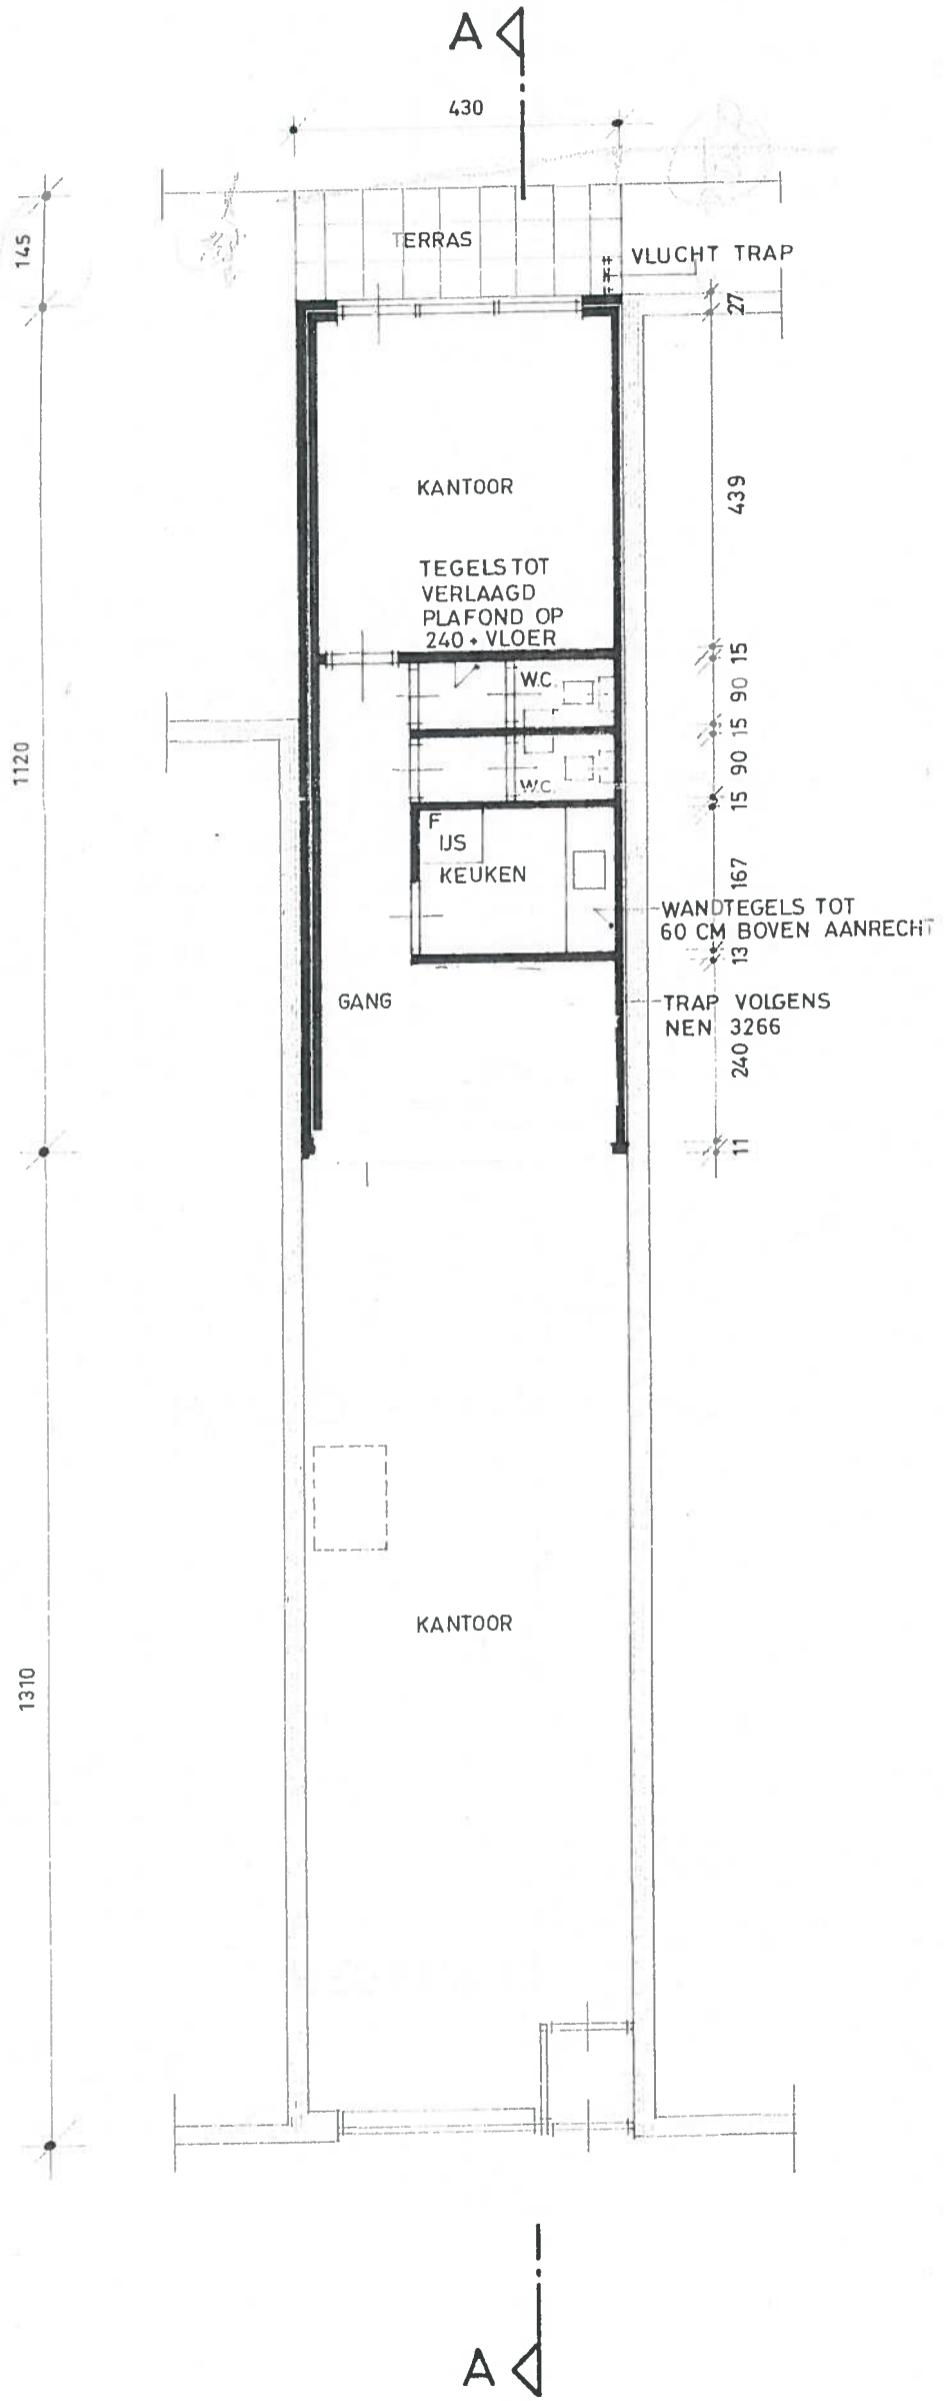 A
430
145
TERRAS
VLUCHT TRAP
27
KANTOOR
439
TEGELS TOT
VERLAAGD
PLAFOND OP
240 + VLOER
15
W.C.
90
15
W.C.
90
15
1120
F
IJS
KEUKEN
167
WANDTEGELS TOT
60 CM BOVEN AANRECHT
13
GANG
TRAP VOLGENS
NEN 3266
240
11
KANTOOR
1310
A